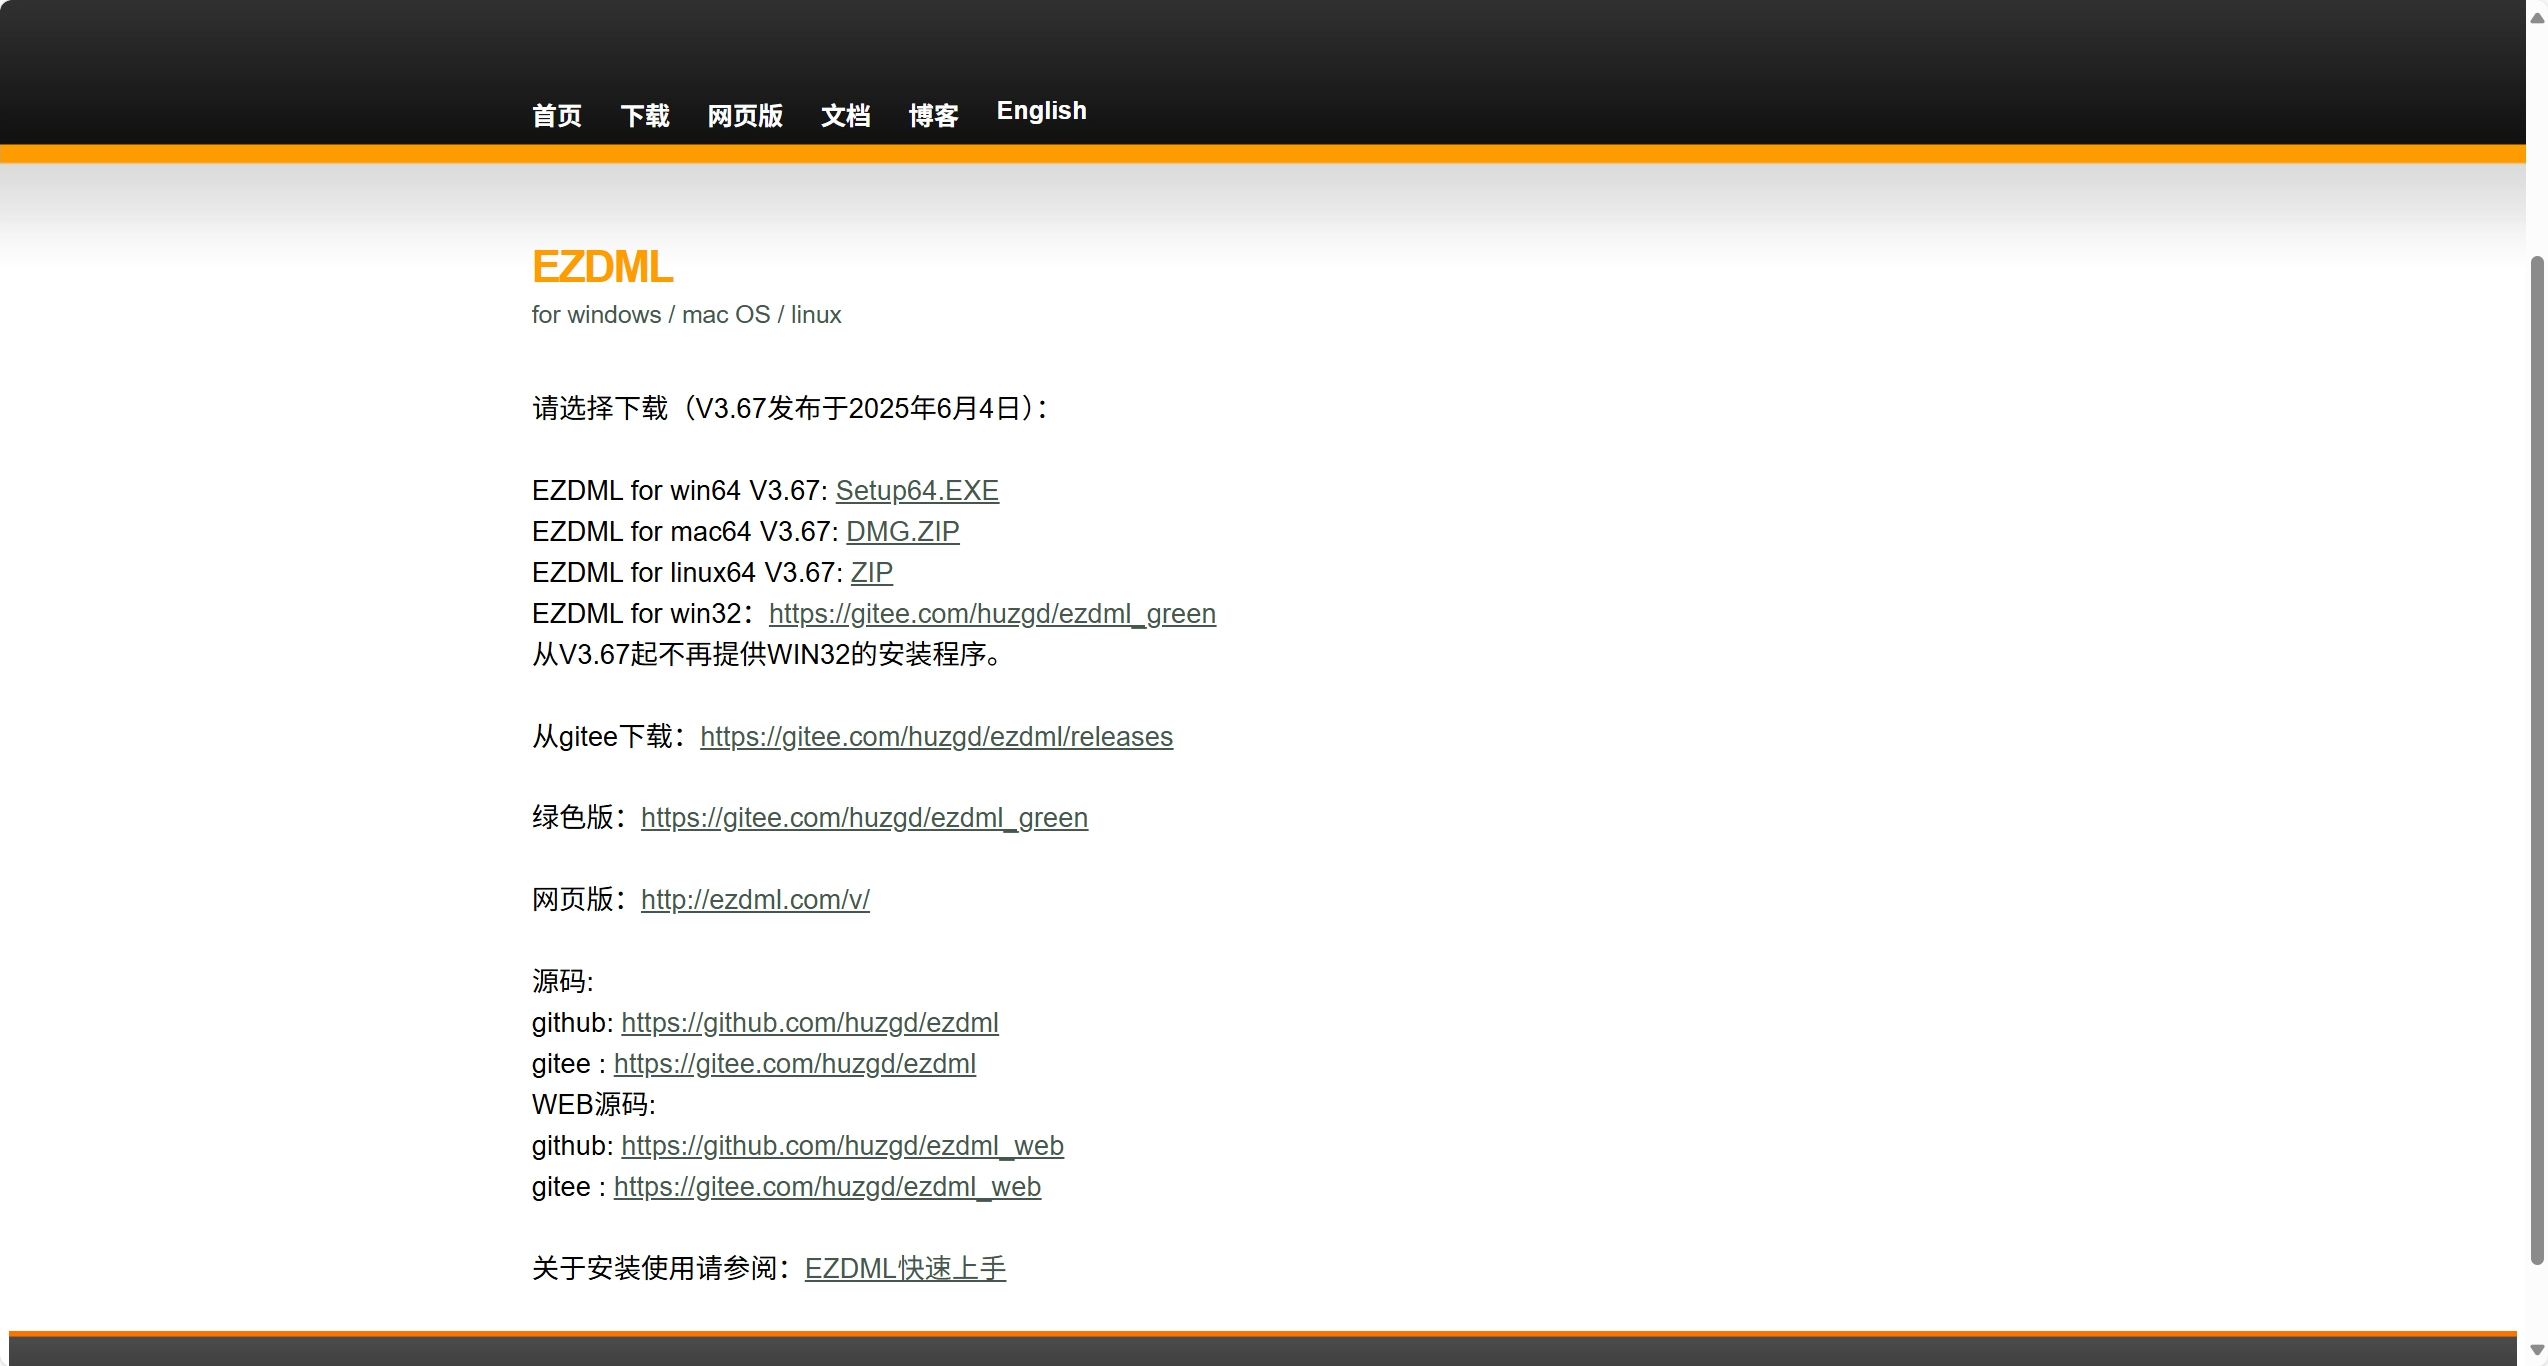 首页 下载 网页版 文档 博客 English
EZDML
for windows / mac OS / linux
请选择下载（V3.67发布于2025年6月4日）：
EZDML for win64 V3.67: Setup64.EXE
EZDML for mac64 V3.67: DMG.ZIP
EZDML for linux64 V3.67: ZIP
EZDML for win32：https://gitee.com/huzgd/ezdml_green
从V3.67起不再提供WIN32的安装程序。
从gitee下载：https://gitee.com/huzgd/ezdml/releases
绿色版：https://gitee.com/huzgd/ezdml_green
网页版：http://ezdml.com/v/
源码:
github: https://github.com/huzgd/ezdml
gitee : https://gitee.com/huzgd/ezdml
WEB源码:
github: https://github.com/huzgd/ezdml_web
gitee : https://gitee.com/huzgd/ezdml_web
关于安装使用请参阅：EZDML快速上手